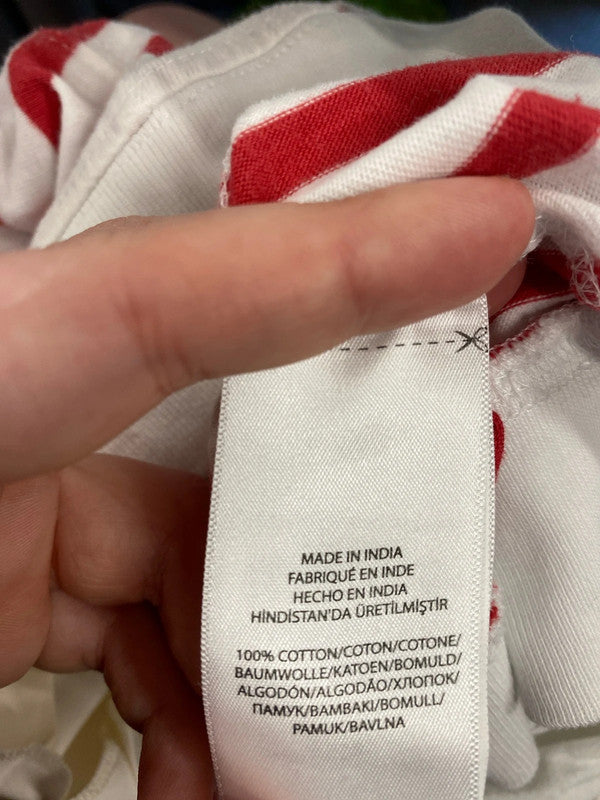 MADE IN INDIA
FABRIQUÉ EN INDE
HECHO EN INDIA
HİNDİSTAN'DA ÜRETİLMİŞTİR
100% COTTON/COTON/COTONE/
BAUMWOLLE/KATOEN/BOMULD/
ALGODÓN/ALGODÃO/ХЛОПОК/
ПАМУК/BAMBAKI/BOMULL/
PAMUK/BAVLNA